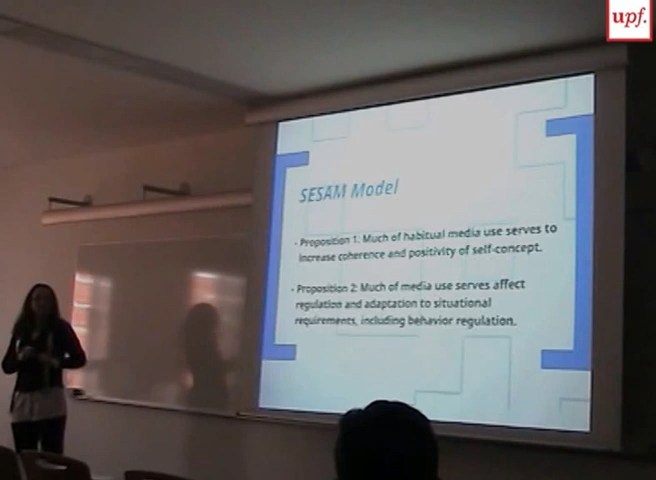 upf.
SESAM Model
- Proposition 1: Much of habitual media use serves to
increase coherence and positivity of self-concept.
- Proposition 2: Much of media use serves affect
regulation and adaptation to situational
requirements, including behavior regulation.